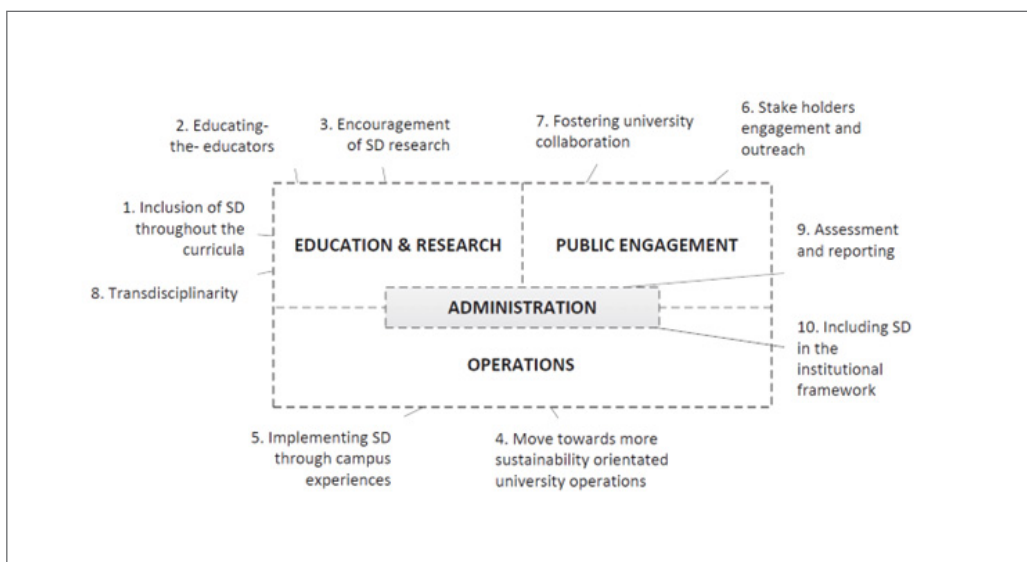 2. Educating-
the- educators
3. Encouragement
of SD research
7. Fostering university
collaboration
6. Stake holders
engagement and
outreach
1. Inclusion of SD
throughout the
curricula
EDUCATION & RESEARCH
PUBLIC ENGAGEMENT
9. Assessment
and reporting
8. Transdisciplinarity
ADMINISTRATION
10. Including SD
in the
institutional
framework
OPERATIONS
5. Implementing SD
through campus
experiences
4. Move towards more
sustainability orientated
university operations